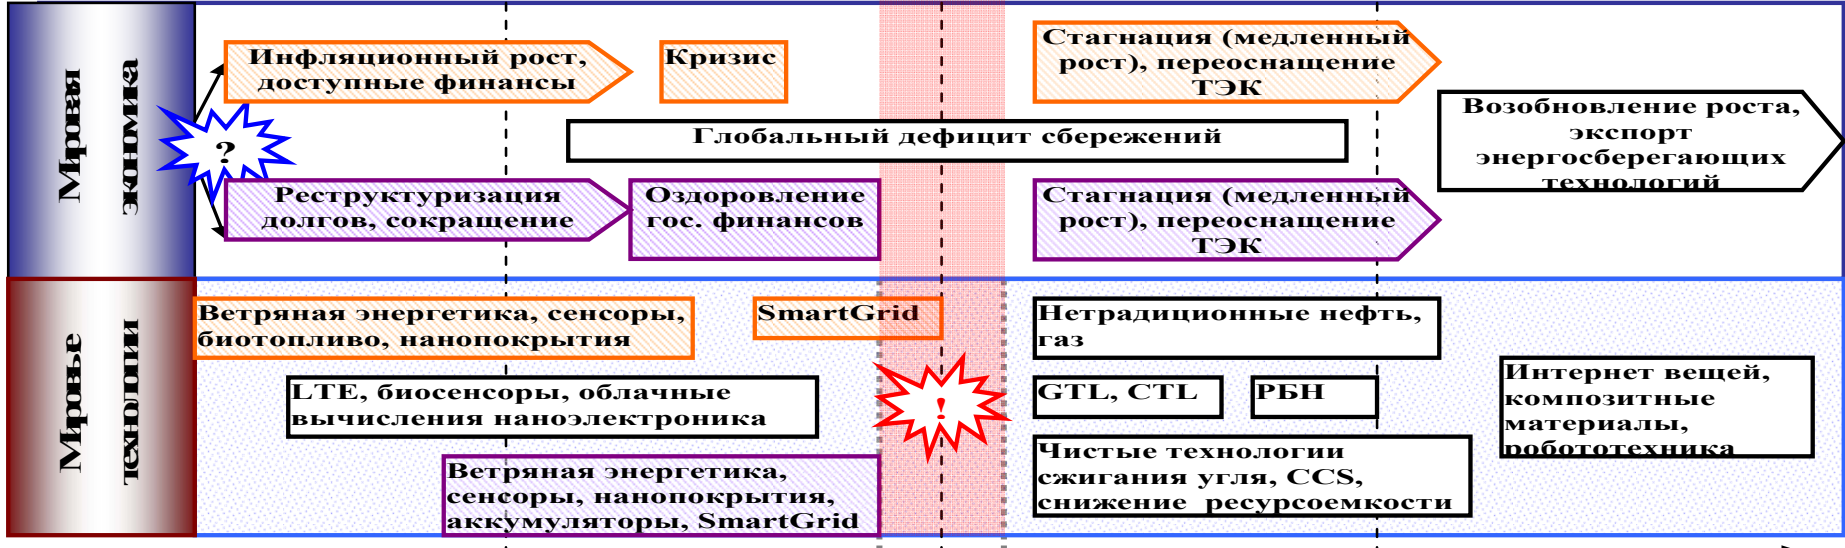 Мировая
экономика
Инфляционный рост,
доступные финансы
Кризис
Стагнация (медленный
рост), переоснащение
ТЭК
Глобальный дефицит сбережений
Возобновление роста,
экспорт
энергосберегающих
технологий
?
Реструктуризация
долгов, сокращение
Оздоровление
гос. финансов
Стагнация (медленный
рост), переоснащение
ТЭК
Мировые
технологии
Ветряная энергетика, сенсоры,
биотопливо, нанопокрытия
SmartGrid
Нетрадиционные нефть,
газ
LTE, биосенсоры, облачные
вычисления наноэлектроника
!
GTL, CTL
РБН
Интернет вещей,
композитные
материалы,
робототехника
Ветряная энергетика,
сенсоры, нанопокрытия,
аккумуляторы, SmartGrid
Чистые технологии
сжигания угля, CCS,
снижение ресурсоемкости